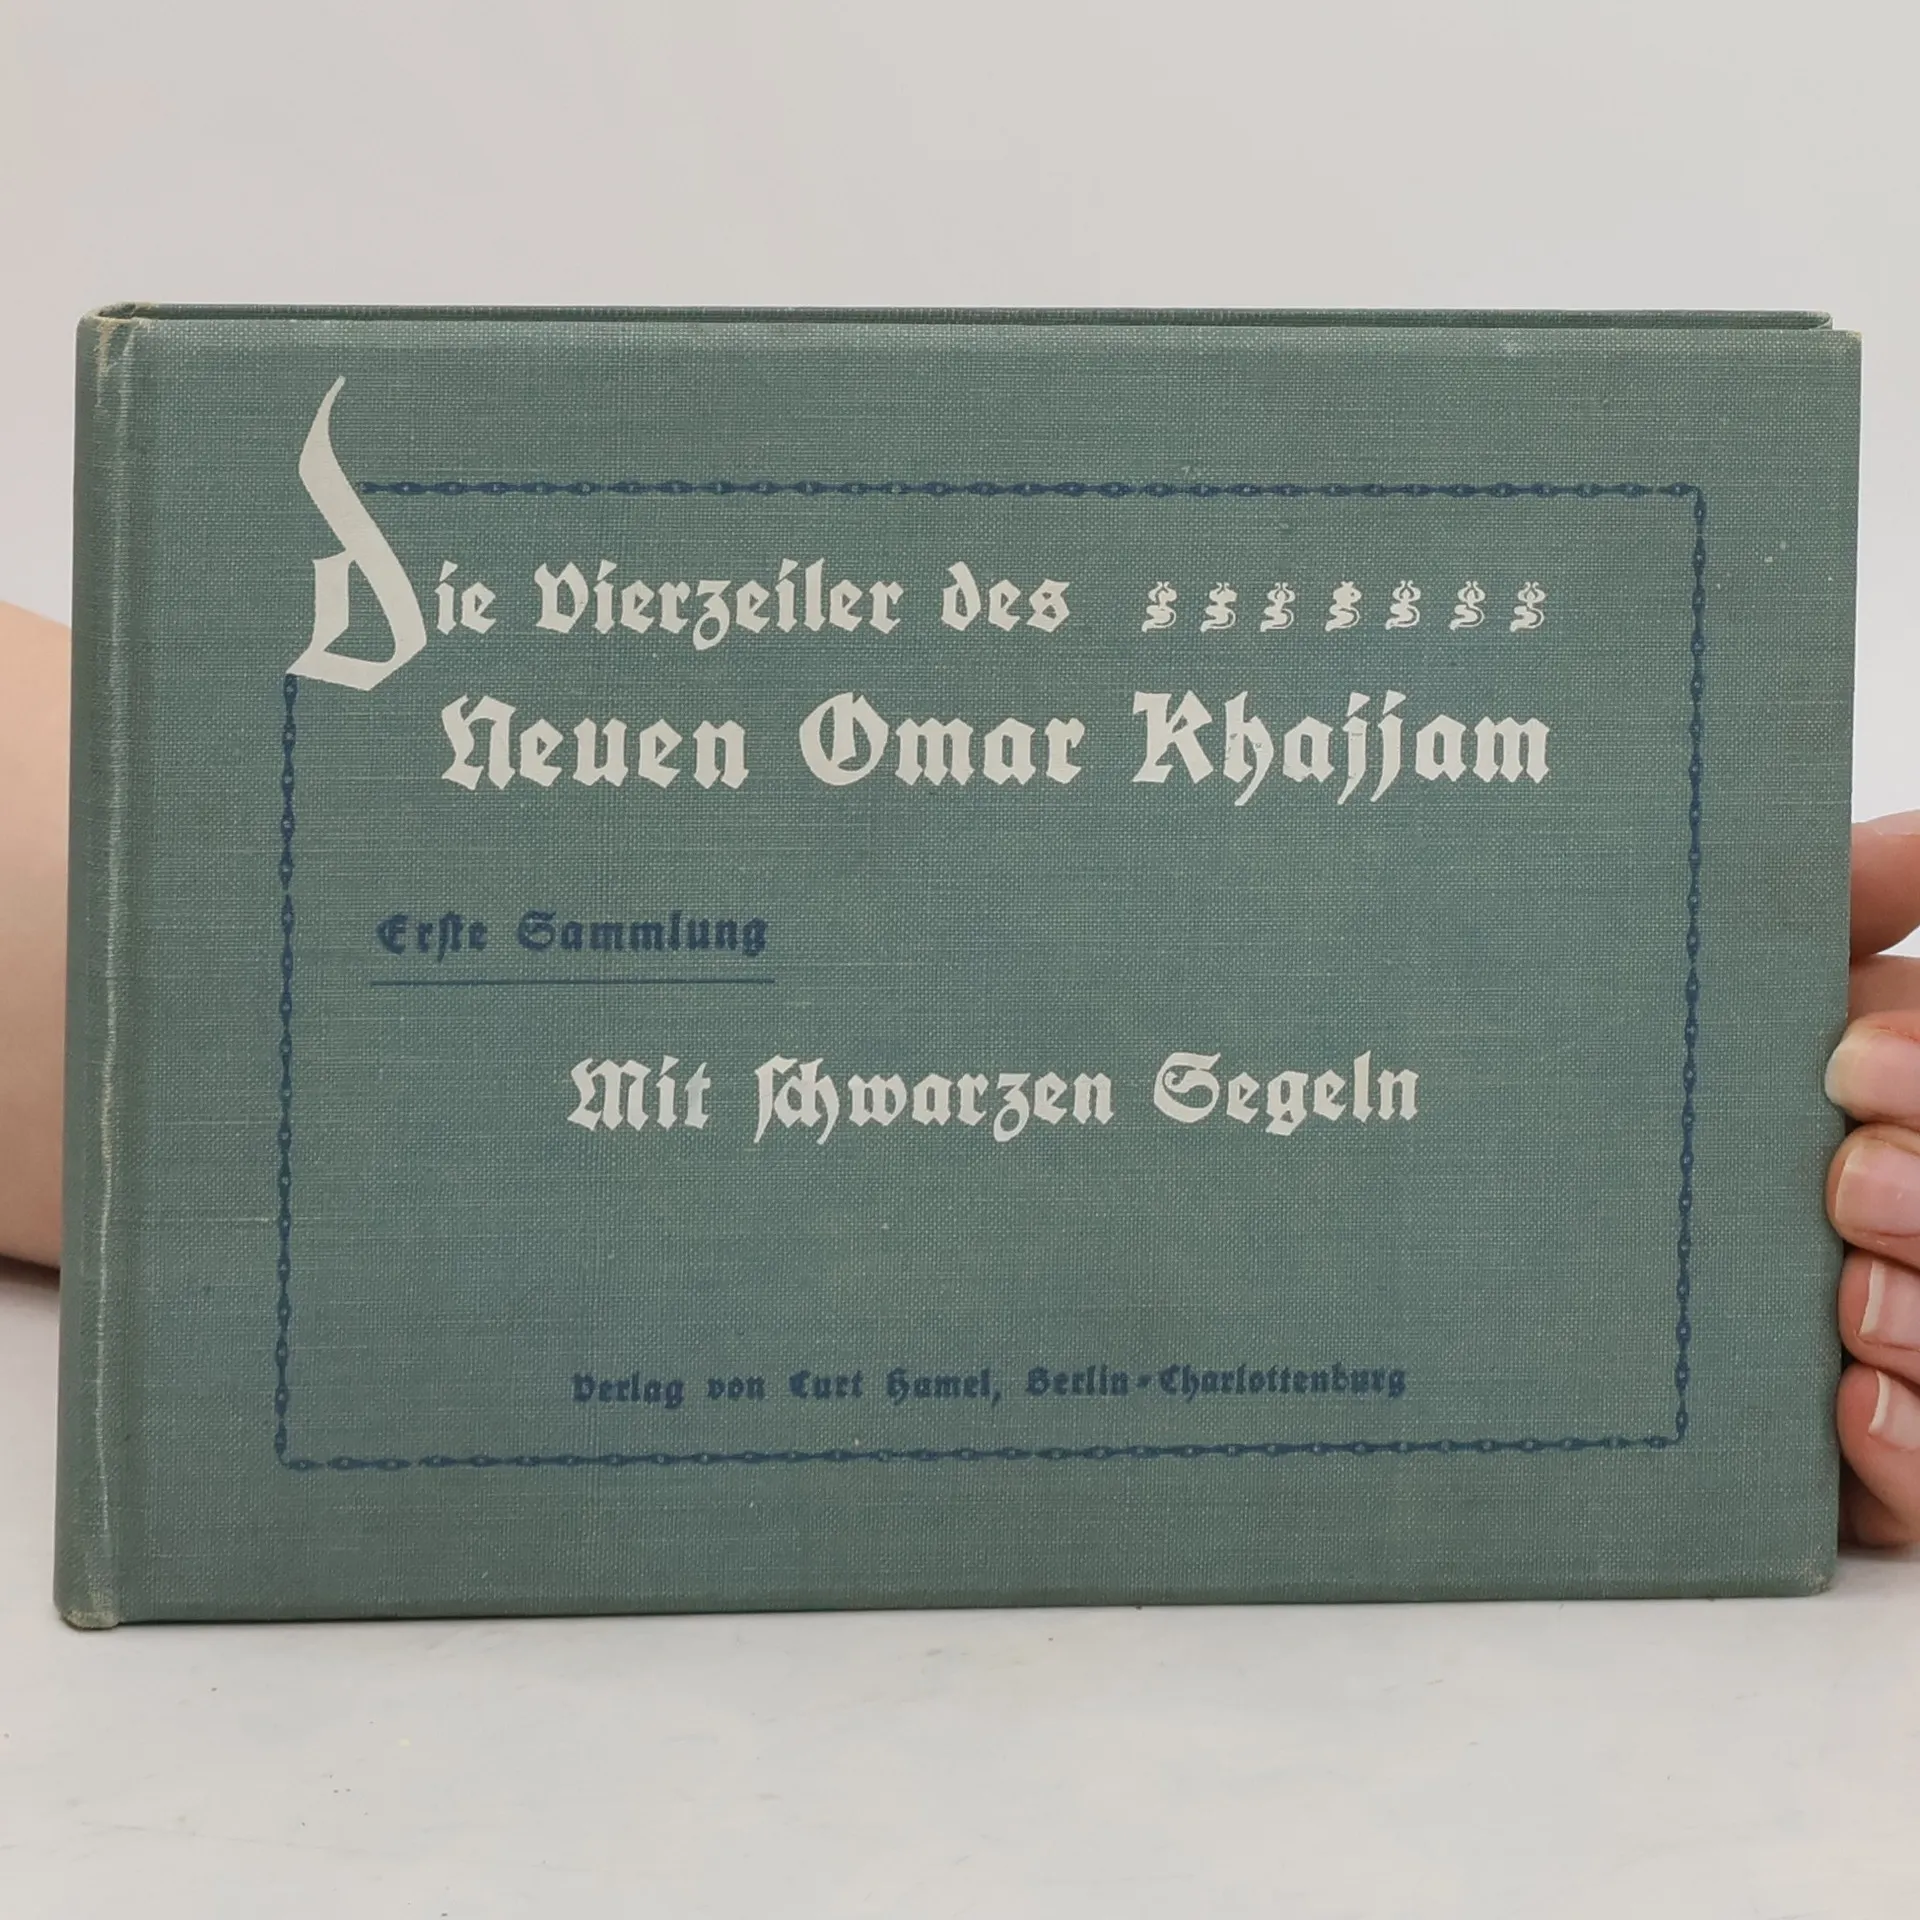 Die Vierzeiler des
Neuen Omar Khajjam
Erste Sammlung
Mit schwarzen Segeln
Verlag von Curt Hamel, Berlin-Charlottenburg